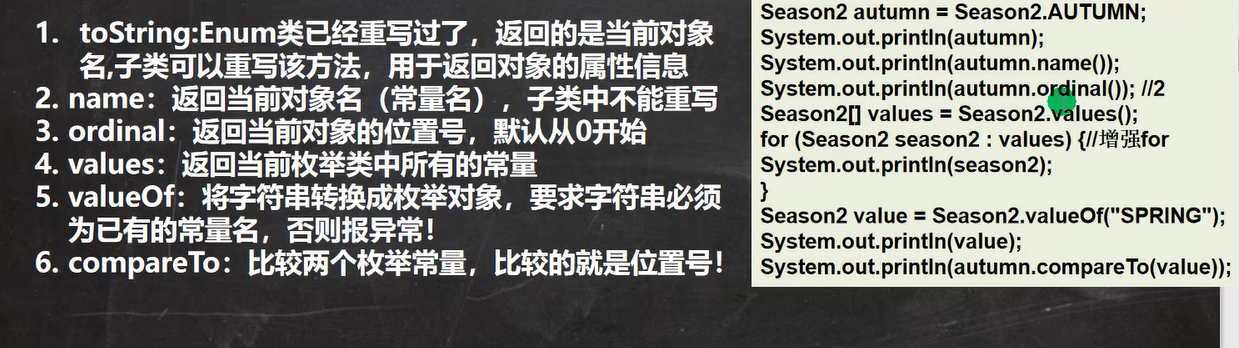 1. toString:Enum类已经重写过了，返回的是当前对象
名,子类可以重写该方法，用于返回对象的属性信息
2. name：返回当前对象名（常量名），子类中不能重写
3. ordinal：返回当前对象的位置号，默认从0开始
4. values：返回当前枚举类中所有的常量
5. valueOf：将字符串转换成枚举对象，要求字符串必须
为已有的常量名，否则报异常！
6. compareTo：比较两个枚举常量，比较的就是位置号！
Season2 autumn = Season2.AUTUMN;
System.out.println(autumn);
System.out.println(autumn.name());
System.out.println(autumn.ordinal()); //2
Season2[] values = Season2.values();
for (Season2 season2 : values) {//增强for
System.out.println(season2);
}
Season2 value = Season2.valueOf("SPRING");
System.out.println(value);
System.out.println(autumn.compareTo(value));